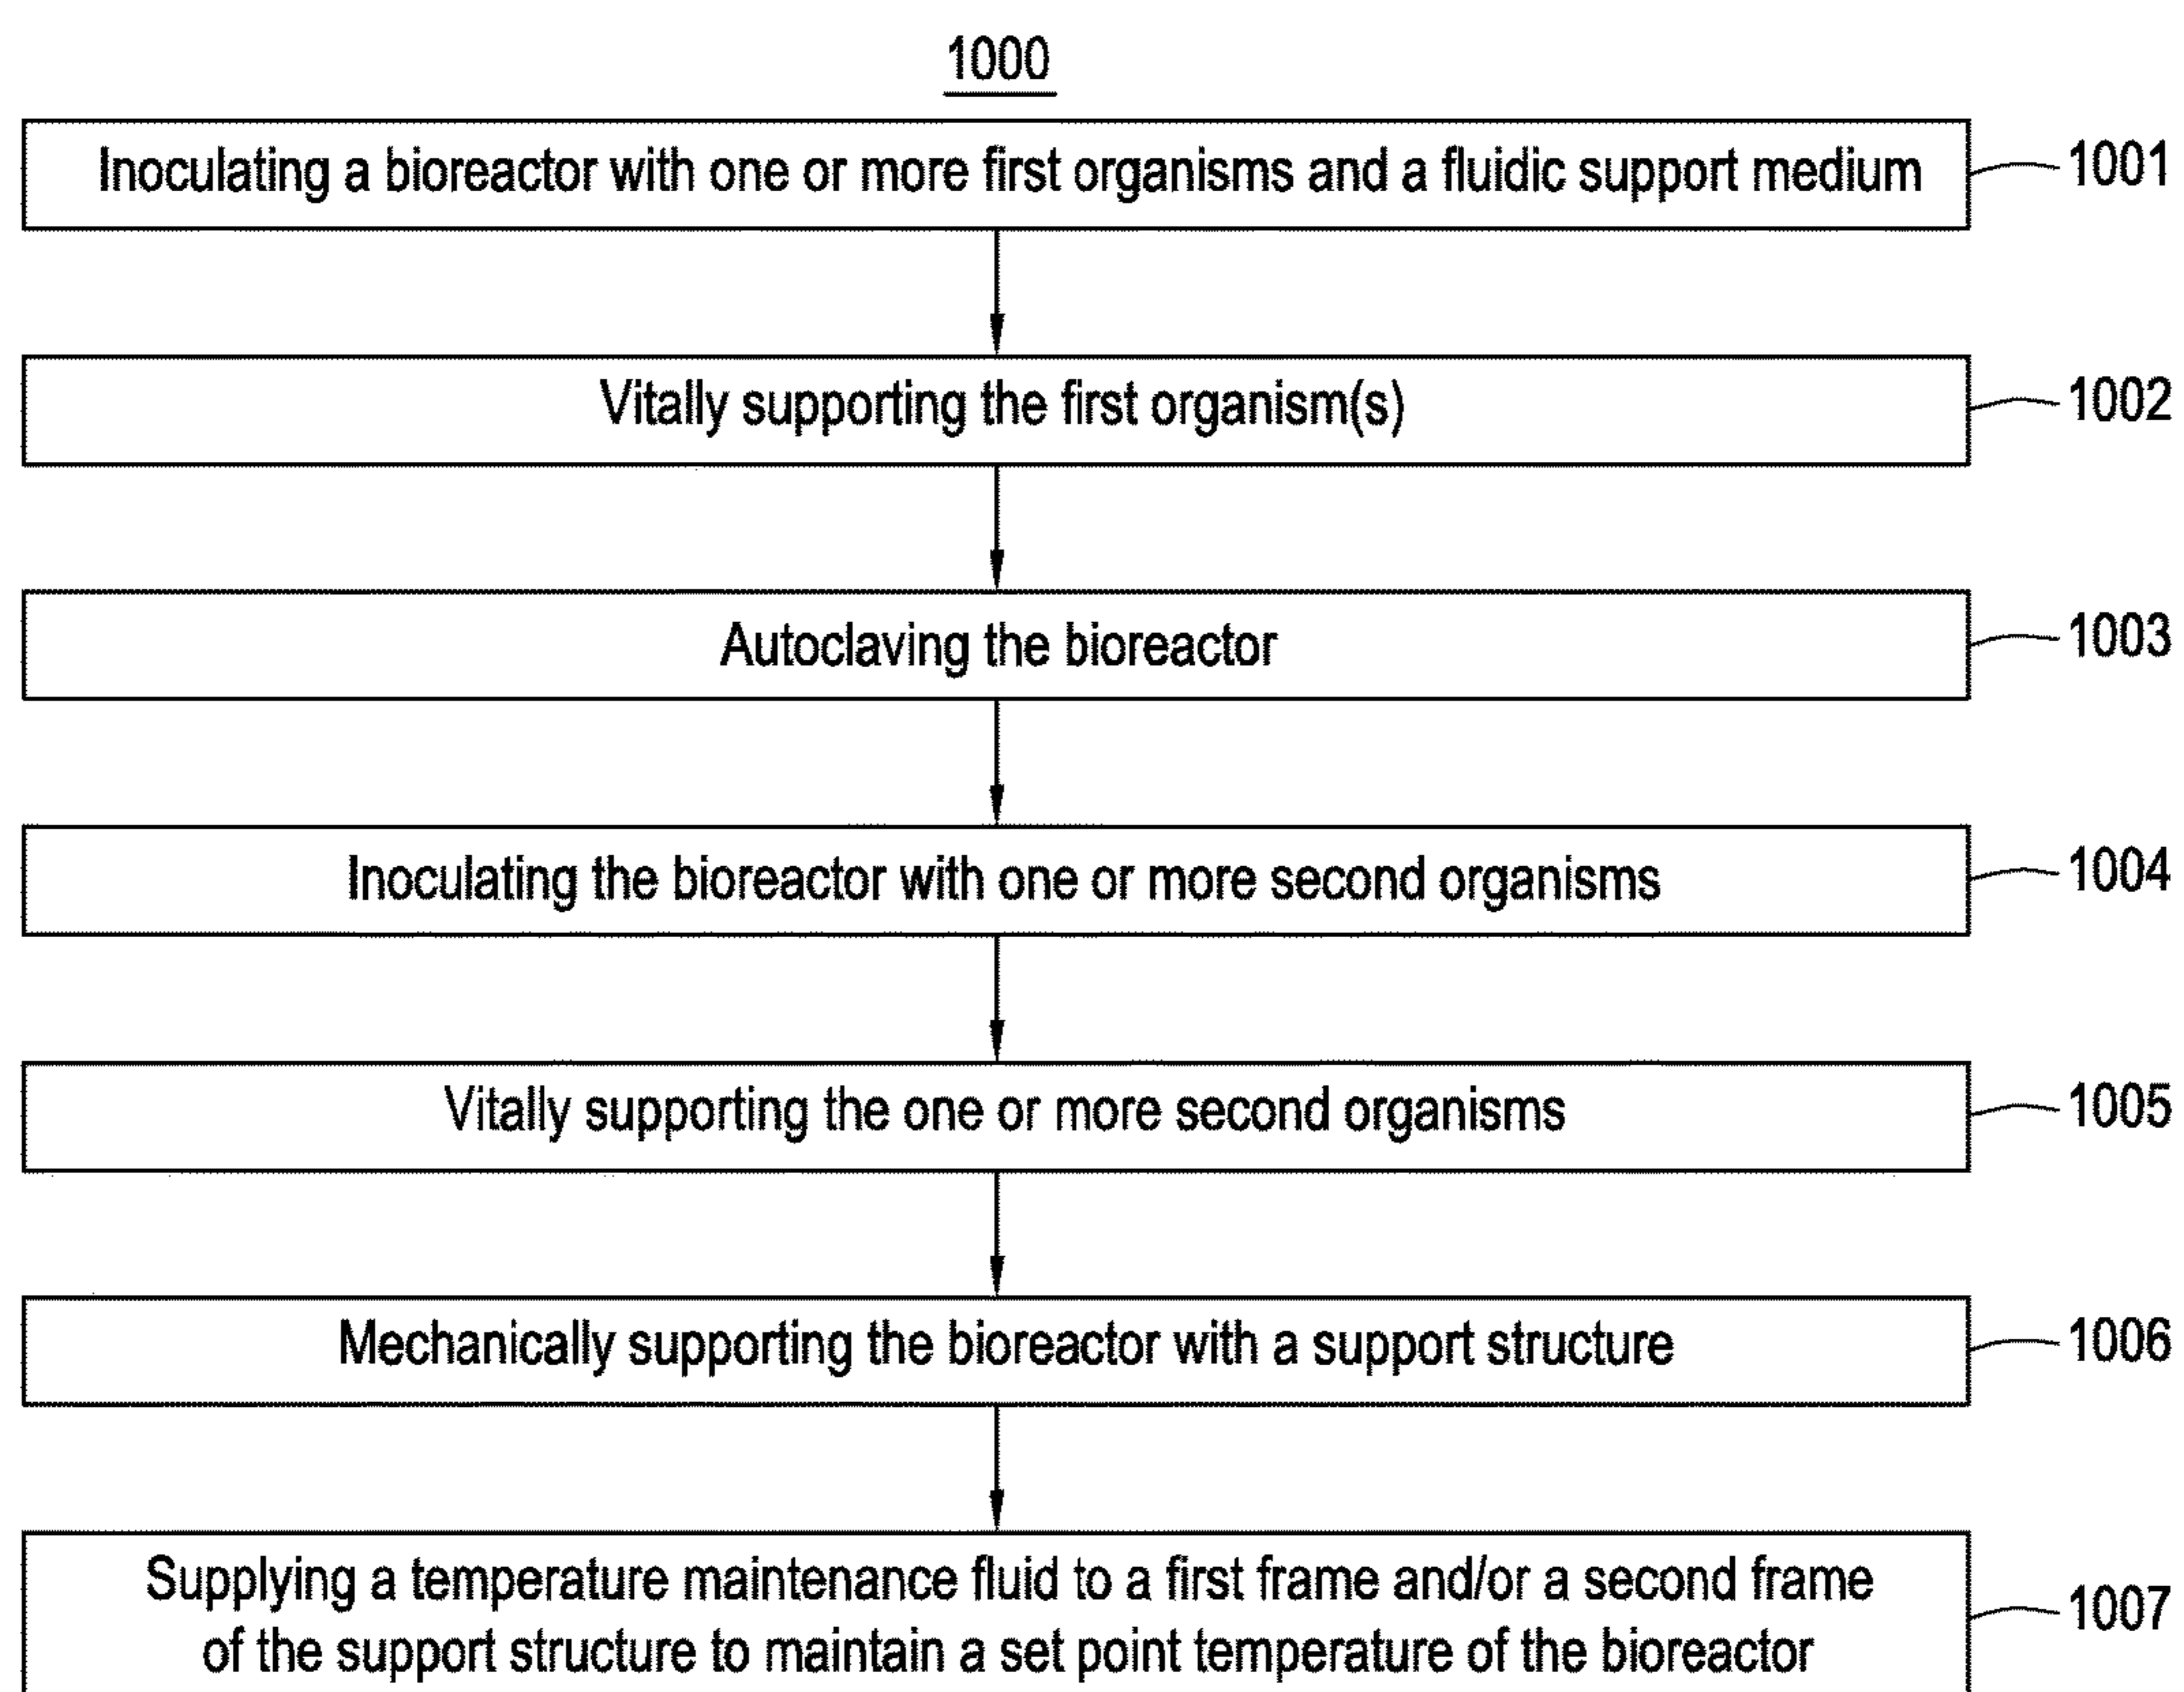 1000
Inoculating a bioreactor with one or more first organisms and a fluidic support medium 1001
Vitally supporting the first organism(s) 1002
Autoclaving the bioreactor 1003
Inoculating the bioreactor with one or more second organisms 1004
Vitally supporting the one or more second organisms 1005
Mechanically supporting the bioreactor with a support structure 1006
Supplying a temperature maintenance fluid to a first frame and/or a second frame
of the support structure to maintain a set point temperature of the bioreactor
1007